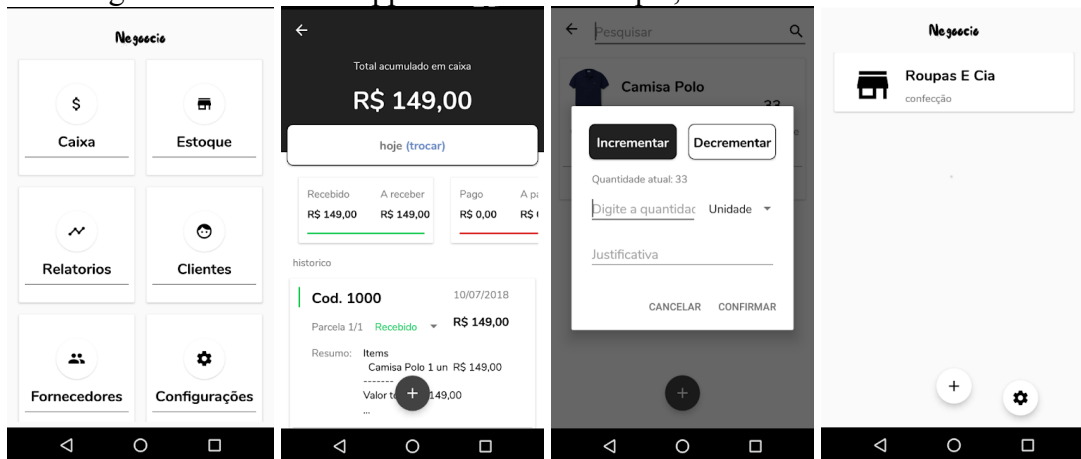 Negoocio
$
Caixa
Estoque
Relatorios
Clientes
Fornecedores
Configurações
Total acumulado em caixa
R$ 149,00
hoje (trocar)
Recebido A receber
R$ 149,00 R$ 149,00
Pago A pa
R$ 0,00 R$
historico
Cod. 1000 10/07/2018
Parcela 1/1 Recebido R$ 149,00
Resumo: Items
Camisa Polo 1 un R$ 149,00
-------
Valor t 149,00
...
Pesquisar
Camisa Polo
33
Incrementar Decrementar
Quantidade atual: 33
Digite a quantidad Unidade
Justificativa
CANCELAR CONFIRMAR
Negoocio
Roupas E Cia
confecção